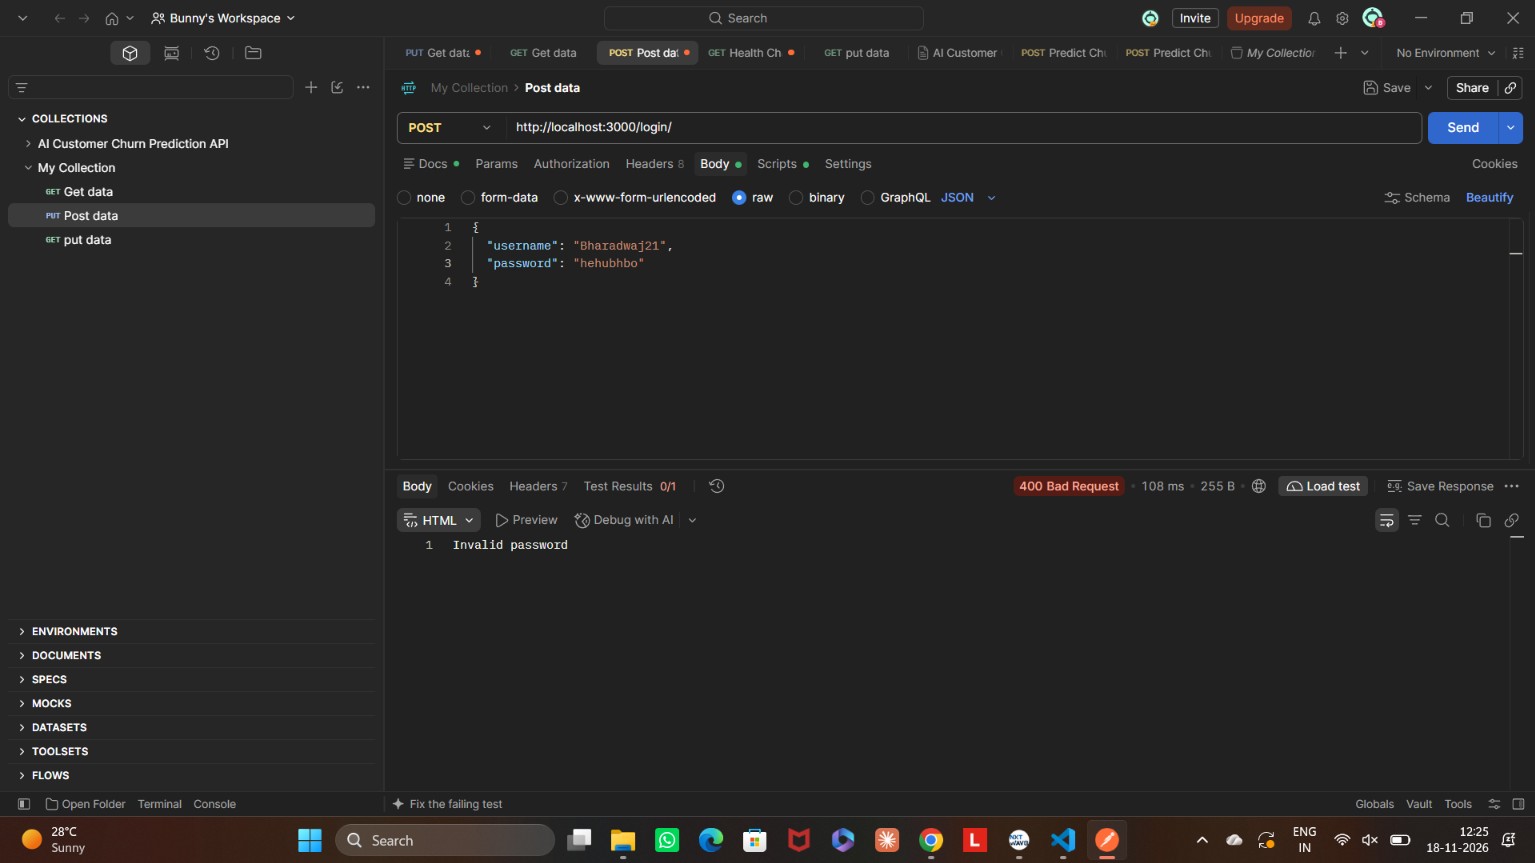 Bunny's Workspace
Search
Invite
Upgrade
PUT Get data
GET Get data
POST Post dat
GET Health Ch
GET put data
AI Customer
POST Predict Chu
POST Predict Chu
My Collection
No Environment
My Collection > Post data
Save
Share
COLLECTIONS
AI Customer Churn Prediction API
My Collection
GET Get data
PUT Post data
GET put data
POST
http://localhost:3000/login/
Send
Docs
Params
Authorization
Headers 8
Body
Scripts
Settings
Cookies
none
form-data
x-www-form-urlencoded
raw
binary
GraphQL
JSON
Schema
Beautify
1 {
2 "username": "Bharadwaj21",
3 "password": "hehubhbo"
4 }
Body
Cookies
Headers 7
Test Results 0/1
400 Bad Request
108 ms
255 B
Load test
e.g. Save Response
HTML
Preview
Debug with AI
1 Invalid password
ENVIRONMENTS
DOCUMENTS
SPECS
MOCKS
DATASETS
TOOLSETS
FLOWS
Open Folder
Terminal
Console
Fix the failing test
Globals
Vault
Tools
28°C
Sunny
Search
L
NXT
WAVE
ENG
IN
12:25
18-11-2026